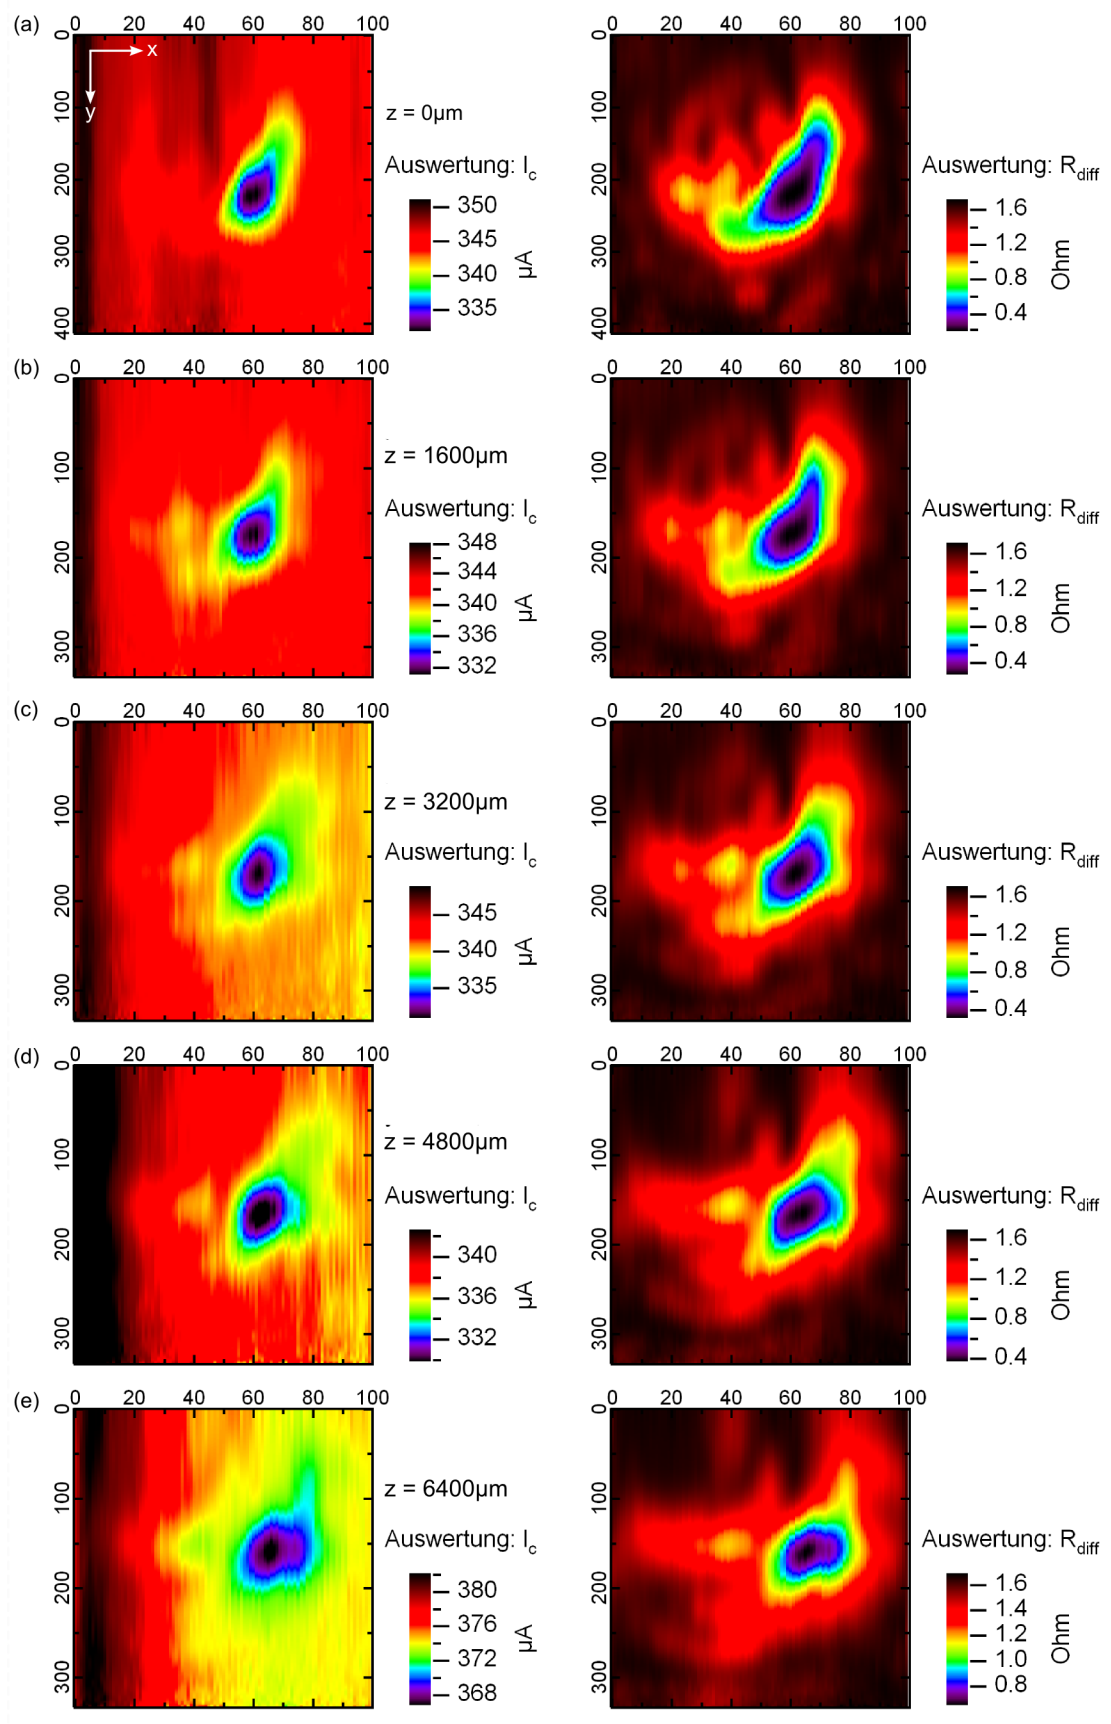 (a) 0 20 40 60 80 100 0 20 40 60 80 100
0 100 200 300 400
x
y
z = 0µm
Auswertung: Ic
350
345
340
335
µA
0 100 200 300 400
Auswertung: Rdiff
1.6
1.2
0.8
0.4
Ohm
(b) 0 20 40 60 80 100 0 20 40 60 80 100
0 100 200 300
z = 1600µm
Auswertung: Ic
348
344
340
336
332
µA
0 100 200 300
Auswertung: Rdiff
1.6
1.2
0.8
0.4
Ohm
(c) 0 20 40 60 80 100 0 20 40 60 80 100
0 100 200 300
z = 3200µm
Auswertung: Ic
345
340
335
µA
0 100 200 300
Auswertung: Rdiff
1.6
1.2
0.8
0.4
Ohm
(d) 0 20 40 60 80 100 0 20 40 60 80 100
0 100 200 300
z = 4800µm
Auswertung: Ic
340
336
332
µA
0 100 200 300
Auswertung: Rdiff
1.6
1.2
0.8
0.4
Ohm
(e) 0 20 40 60 80 100 0 20 40 60 80 100
0 100 200 300
z = 6400µm
Auswertung: Ic
380
376
372
368
µA
0 100 200 300
Auswertung: Rdiff
1.6
1.4
1.2
1.0
0.8
Ohm